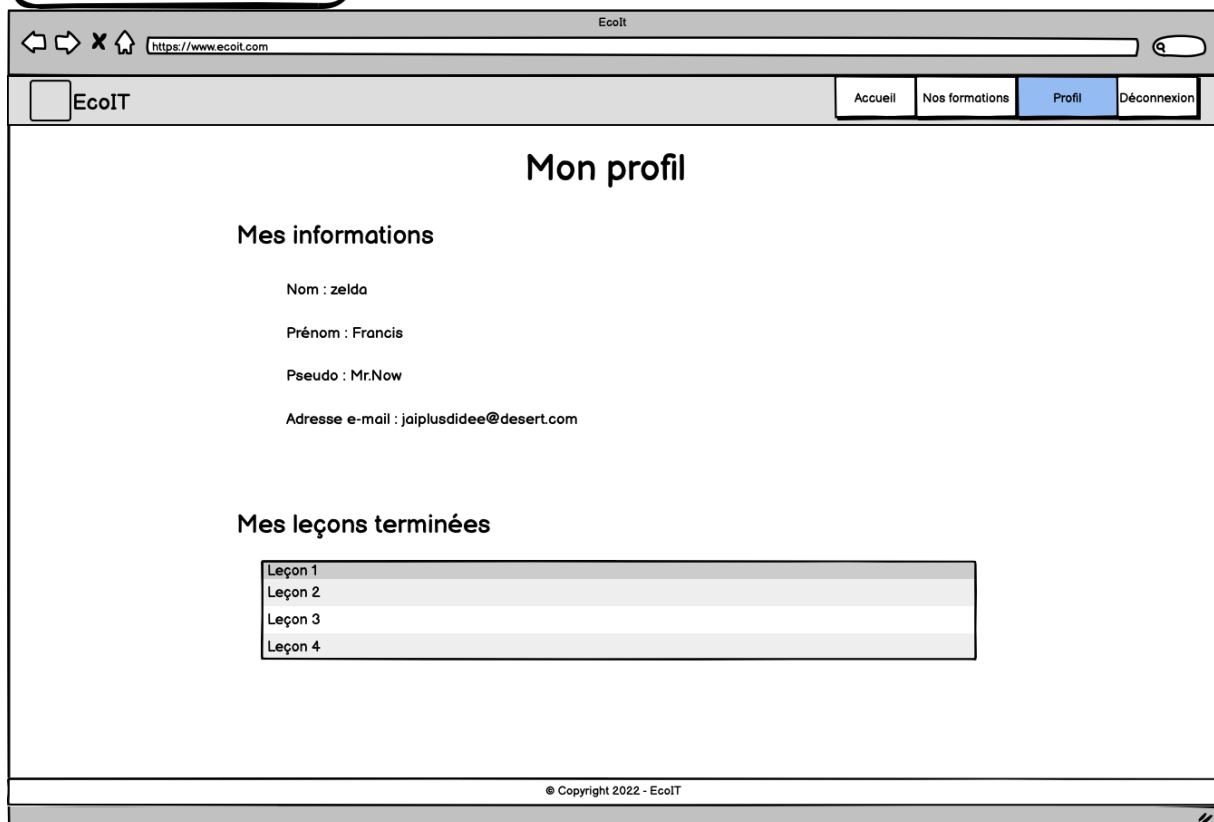 EcoIt
https://www.ecoit.com
EcoIT
Accueil
Nos formations
Profil
Déconnexion
Mon profil
Mes informations
Nom : zelda
Prénom : Francis
Pseudo : Mr.Now
Adresse e-mail : jaiplusdidee@desert.com
Mes leçons terminées
Leçon 1
Leçon 2
Leçon 3
Leçon 4
© Copyright 2022 - EcoIT